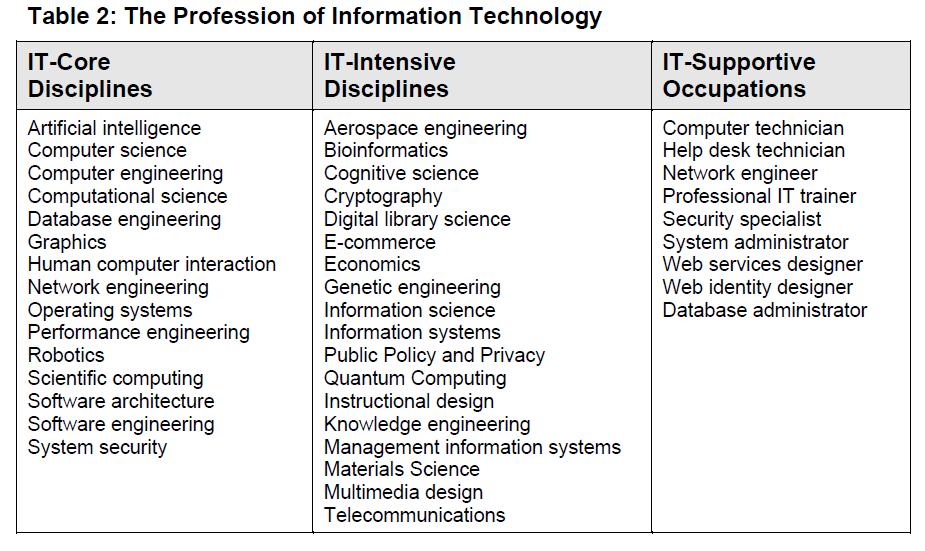 Table 2: The Profession of Information Technology
IT-Core
Disciplines
Artificial intelligence
Computer science
Computer engineering
Computational science
Database engineering
Graphics
Human computer interaction
Network engineering
Operating systems
Performance engineering
Robotics
Scientific computing
Software architecture
Software engineering
System security
IT-Intensive
Disciplines
Aerospace engineering
Bioinformatics
Cognitive science
Cryptography
Digital library science
E-commerce
Economics
Genetic engineering
Information science
Information systems
Public Policy and Privacy
Quantum Computing
Instructional design
Knowledge engineering
Management information systems
Materials Science
Multimedia design
Telecommunications
IT-Supportive
Occupations
Computer technician
Help desk technician
Network engineer
Professional IT trainer
Security specialist
System administrator
Web services designer
Web identity designer
Database administrator